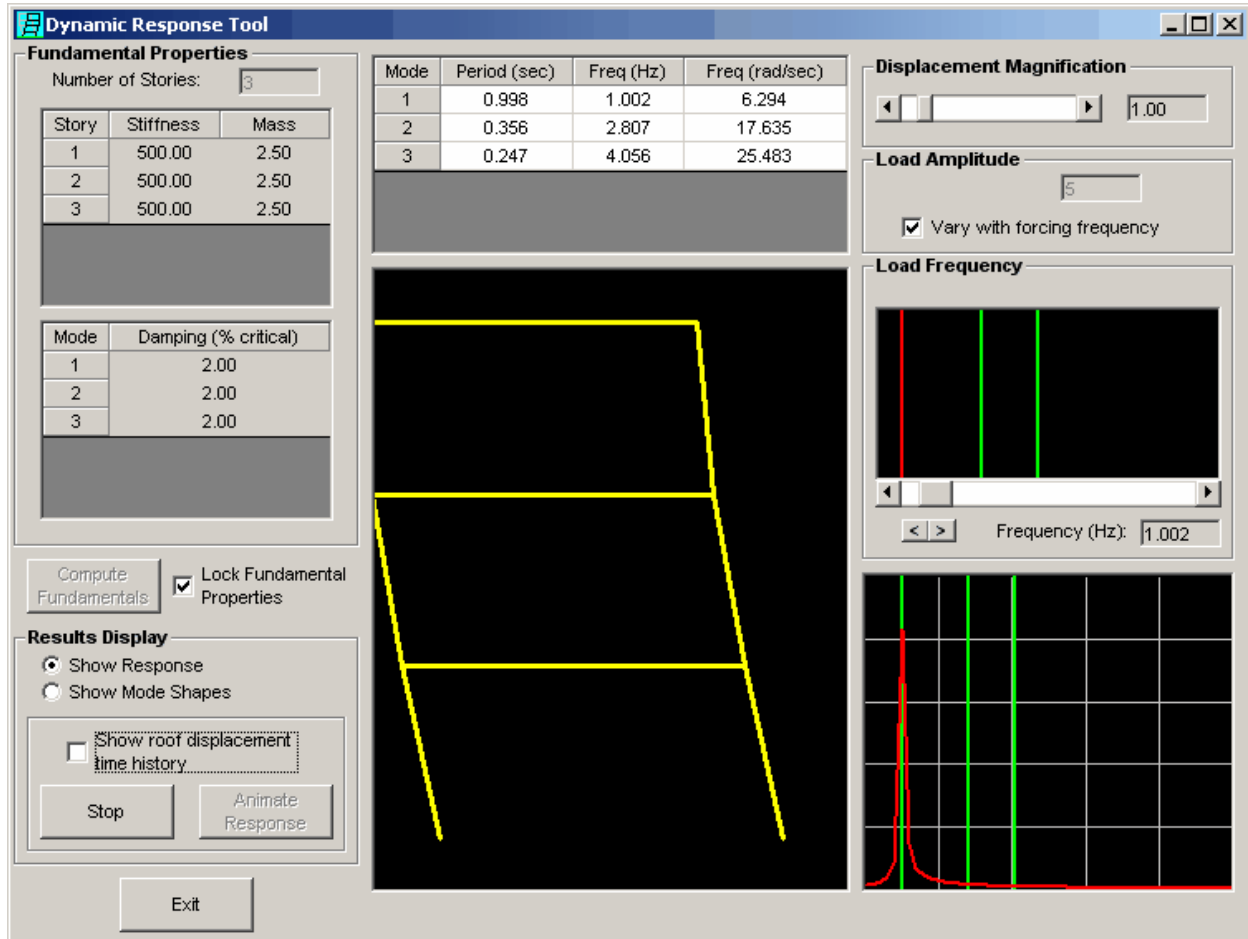 Dynamic Response Tool
Fundamental Properties
Number of Stories: 3
Story Stiffness Mass
1 500.00 2.50
2 500.00 2.50
3 500.00 2.50
Mode Damping (% critical)
1 2.00
2 2.00
3 2.00
Compute
Fundamentals
Lock Fundamental
Properties
Results Display
Show Response
Show Mode Shapes
Show roof displacement
time history
Stop
Animate
Response
Exit
Mode Period (sec) Freq (Hz) Freq (rad/sec)
1 0.998 1.002 6.294
2 0.356 2.807 17.635
3 0.247 4.056 25.483
Displacement Magnification
1.00
Load Amplitude
5
Vary with forcing frequency
Load Frequency
< >
Frequency (Hz): 1.002